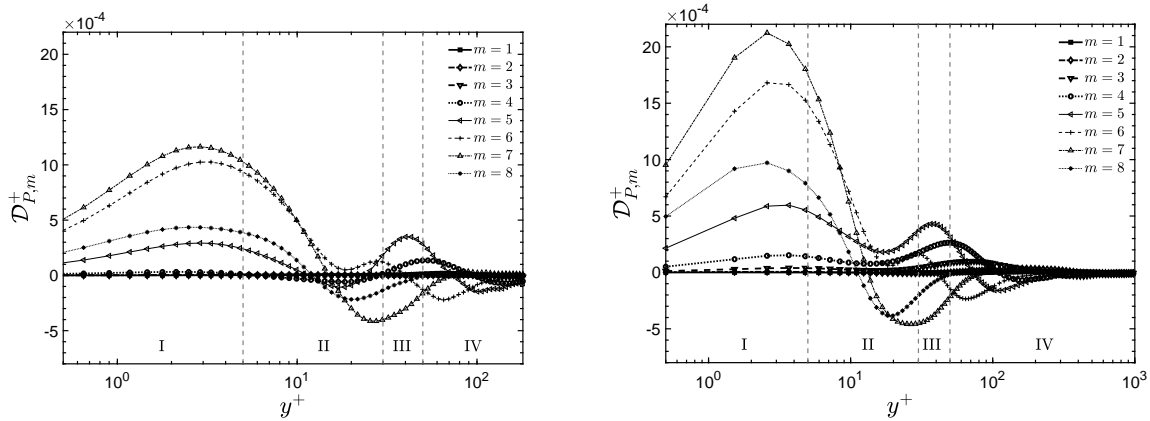 ×10⁻⁴
20
15
10
5
0
-5
𝒟⁺_{P,m}
m = 1
m = 2
m = 3
m = 4
m = 5
m = 6
m = 7
m = 8
I II III IV
10⁰ 10¹ 10²
y⁺
×10⁻⁴
20
15
10
5
0
-5
𝒟⁺_{P,m}
m = 1
m = 2
m = 3
m = 4
m = 5
m = 6
m = 7
m = 8
I II III IV
10⁰ 10¹ 10² 10³
y⁺